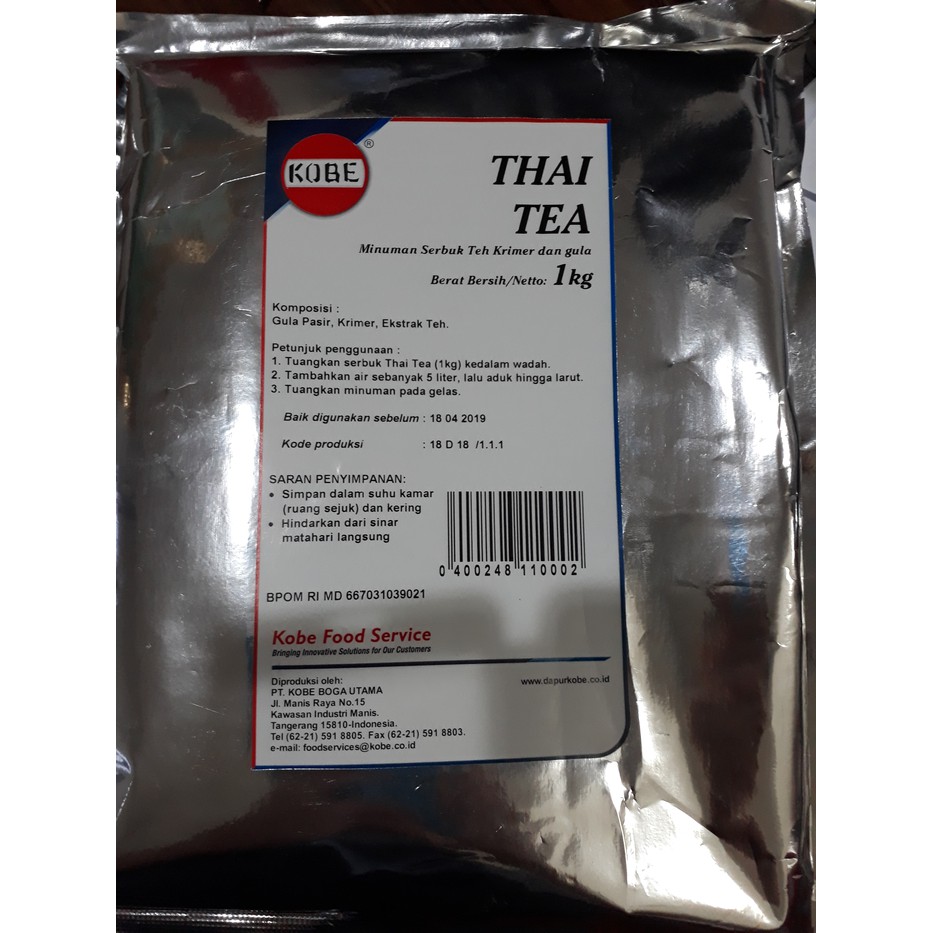 KOBE
®
THAI
TEA
Minuman Serbuk Teh Krimer dan gula
Berat Bersih/Netto: 1kg
Komposisi :
Gula Pasir, Krimer, Ekstrak Teh.
Petunjuk penggunaan :
1. Tuangkan serbuk Thai Tea (1kg) kedalam wadah.
2. Tambahkan air sebanyak 5 liter, lalu aduk hingga larut.
3. Tuangkan minuman pada gelas.
Baik digunakan sebelum : 18 04 2019
Kode produksi : 18 D 18 /1.1.1
SARAN PENYIMPANAN:
• Simpan dalam suhu kamar
(ruang sejuk) dan kering
• Hindarkan dari sinar
matahari langsung
0 400248 110002
BPOM RI MD 667031039021
Kobe Food Service
Bringing Innovative Solutions for Our Customers
Diproduksi oleh:
PT. KOBE BOGA UTAMA
Jl. Manis Raya No.15
Kawasan Industri Manis.
Tangerang 15810-Indonesia.
Tel (62-21) 591 8805. Fax (62-21) 591 8803.
e-mail: foodservices@kobe.co.id
www.dapurkobe.co.id